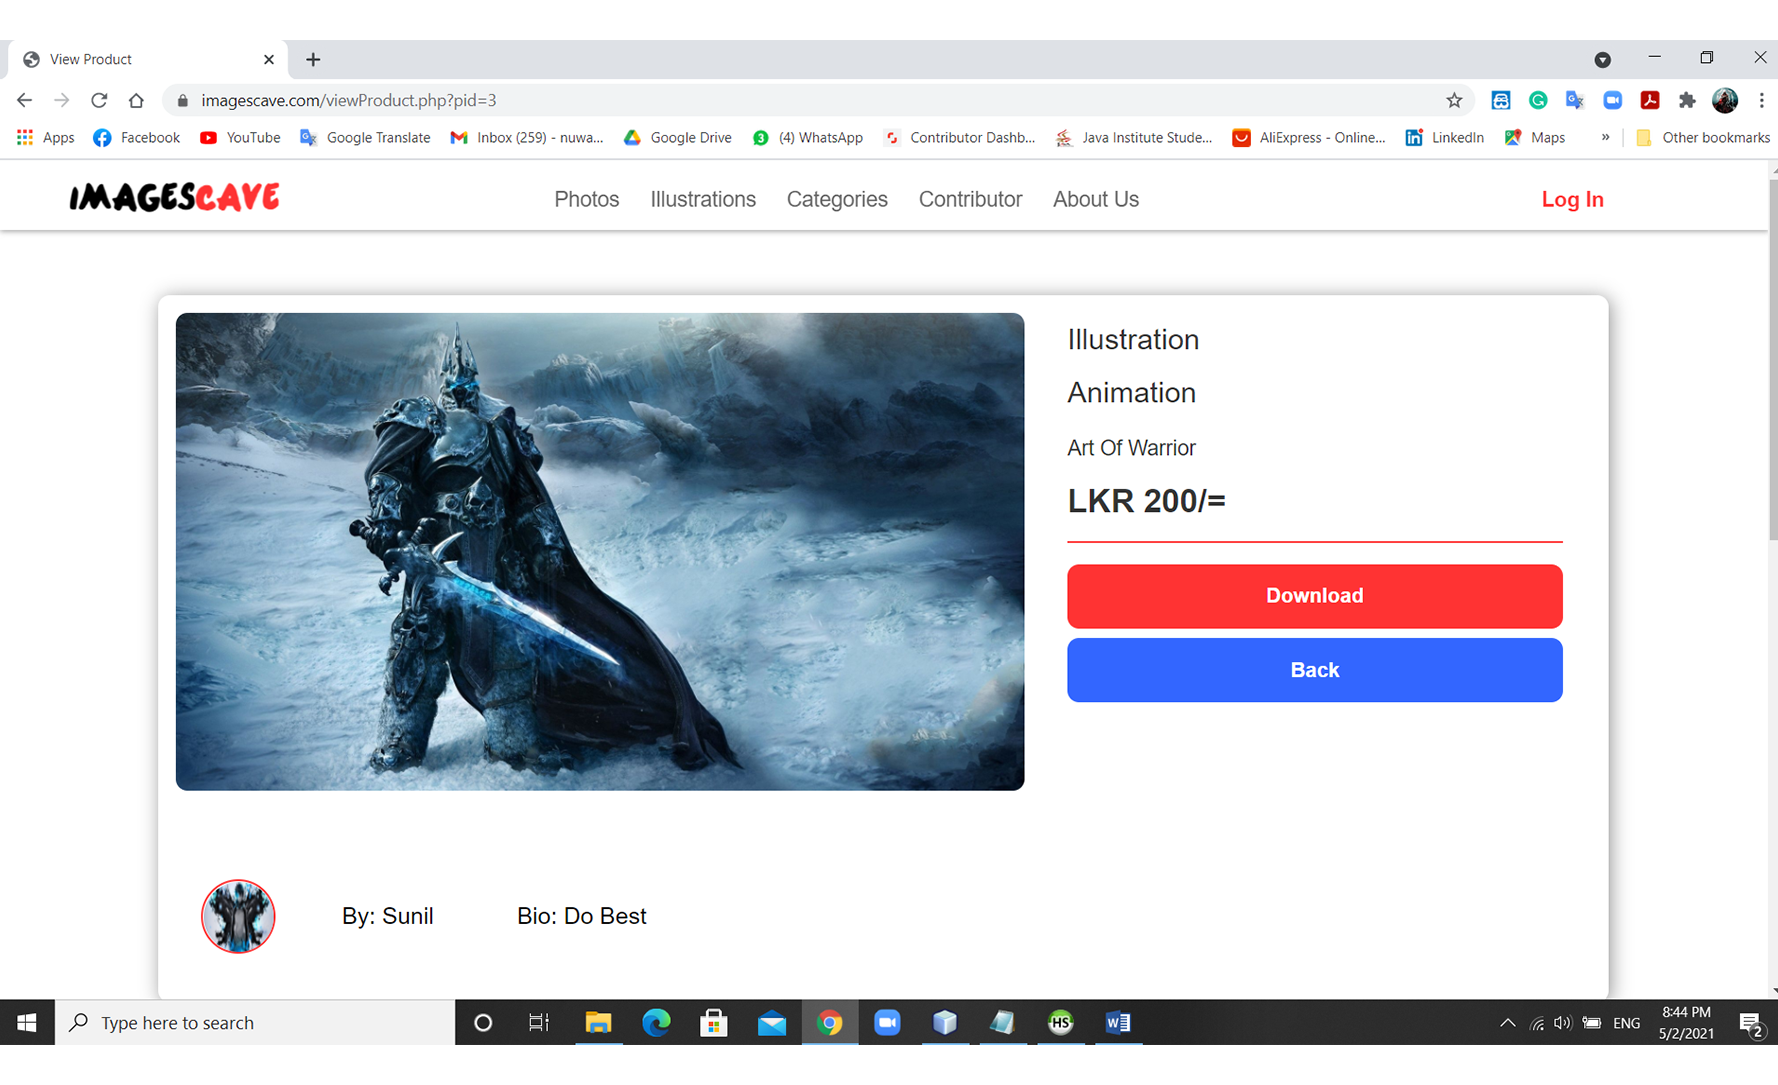 View Product
imagescave.com/viewProduct.php?pid=3
Apps Facebook YouTube Google Translate Inbox (259) - nuwa... Google Drive (4) WhatsApp Contributor Dashb... Java Institute Stude... AliExpress - Online... LinkedIn Maps » Other bookmarks
IMAGESCAVE Photos Illustrations Categories Contributor About Us Log In
Illustration
Animation
Art Of Warrior
LKR 200/=
Download
Back
By: Sunil Bio: Do Best
Type here to search
HS
ENG
8:44 PM
5/2/2021
2